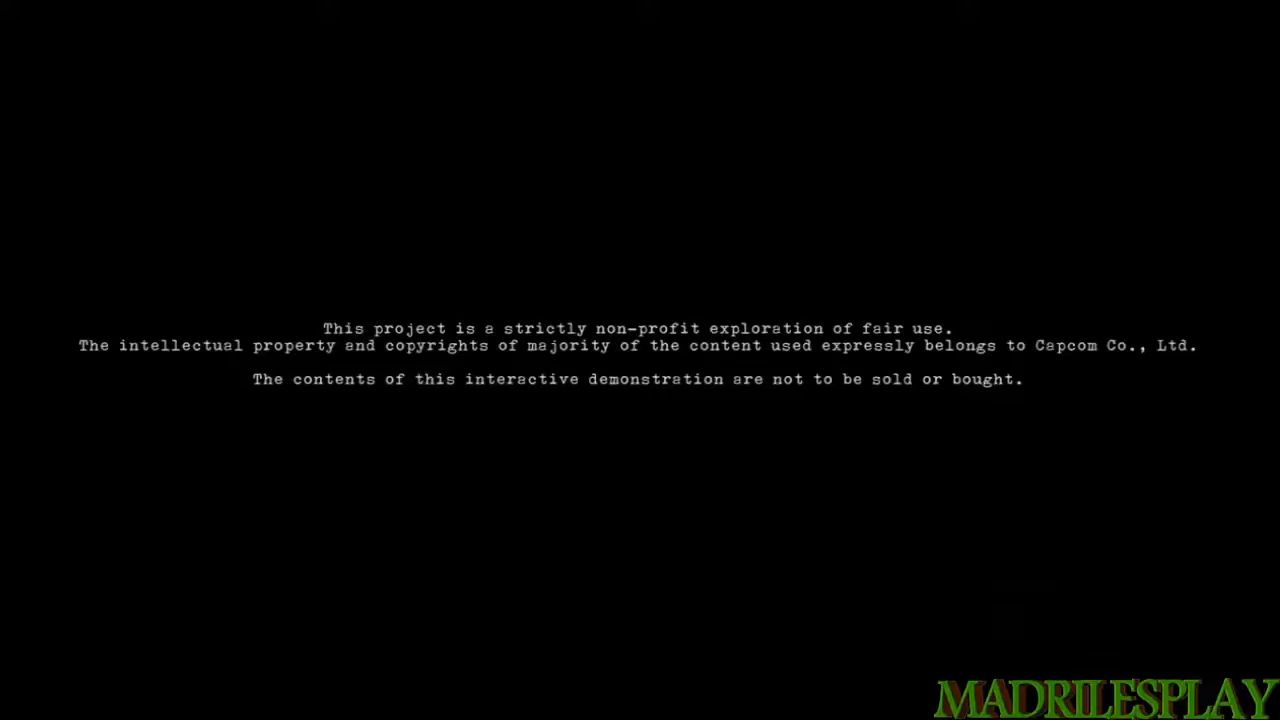 This project is a strictly non-profit exploration of fair use.
The intellectual property and copyrights of majority of the content used expressly belongs to Capcom Co., Ltd.
The contents of this interactive demonstration are not to be sold or bought.
MADRILESPLAY